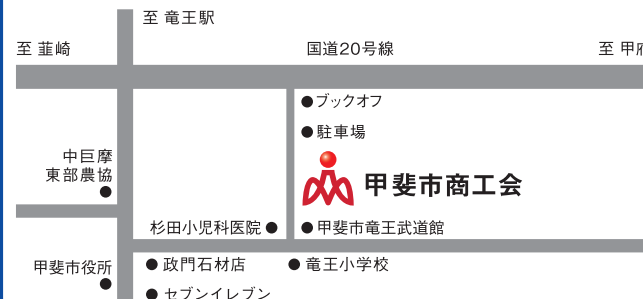 至 竜王駅
至 韮崎
国道20号線
至 甲府
ブックオフ
駐車場
中巨摩
東部農協
甲斐市商工会
杉田小児科医院
甲斐市竜王武道館
甲斐市役所
政門石材店
竜王小学校
セブンイレブン